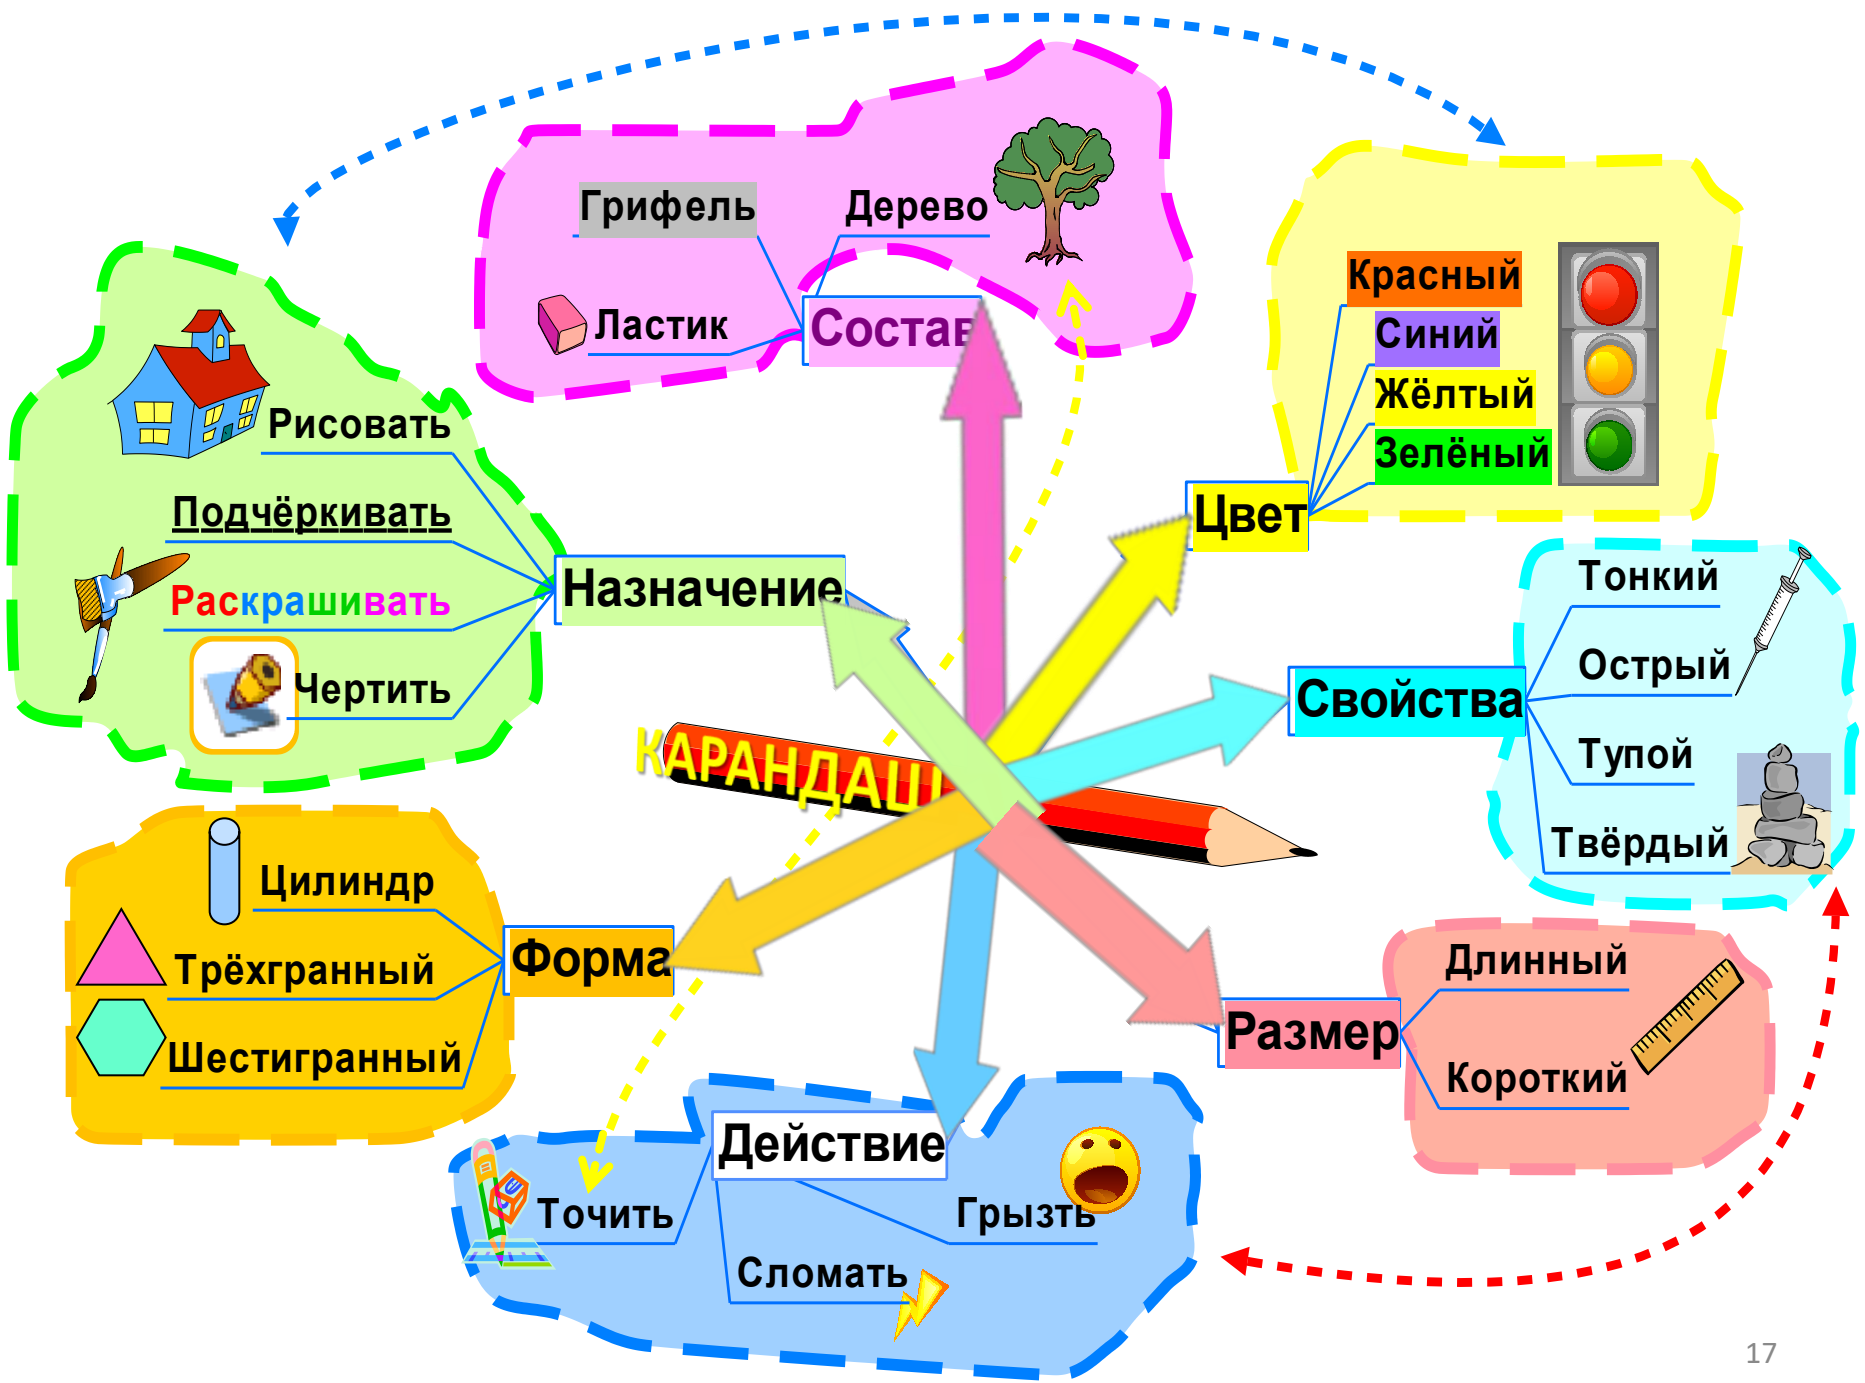 Грифель
Дерево
Ластик
Состав
Красный
Синий
Жёлтый
Зелёный
Цвет
Рисовать
Подчёркивать
Раскрашивать
Чертить
Назначение
Тонкий
Острый
Тупой
Твёрдый
Свойства
КАРАНДАШ
Цилиндр
Трёхгранный
Шестигранный
Форма
Длинный
Короткий
Размер
Действие
Точить
Грызть
Сломать
17